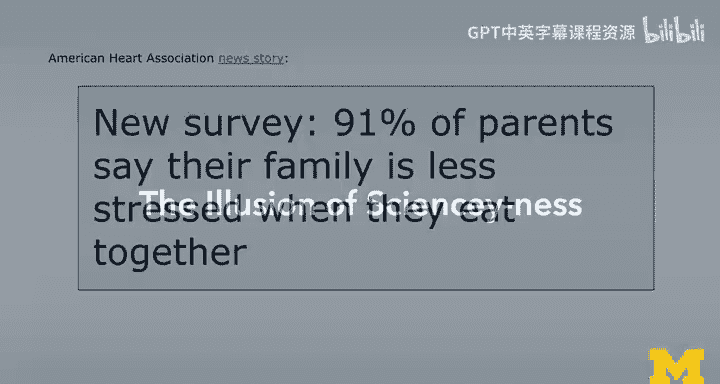 GPT中英字幕课程资源 bilibili
American Heart Association news story:
New survey: 91% of parents
say their family is less
stressed when they eat
together
The Illusion of Sciencey-ness
M